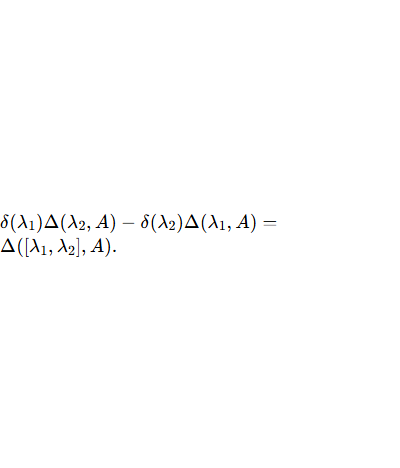 δ(λ₁)Δ(λ₂, A) − δ(λ₂)Δ(λ₁, A) =
Δ([λ₁, λ₂], A).